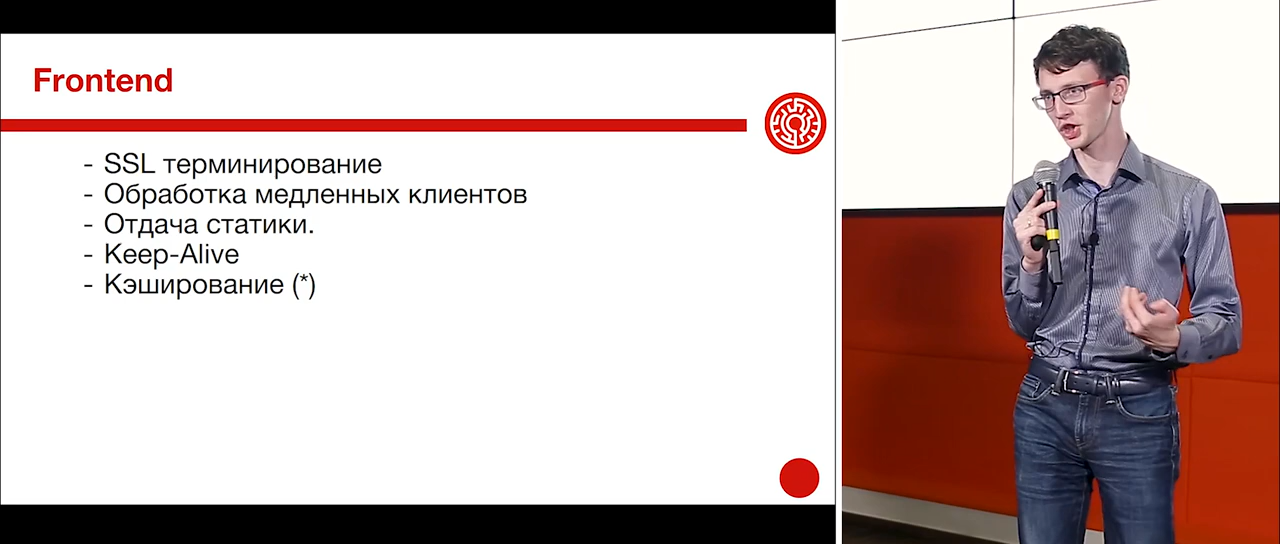 Frontend
- SSL терминирование
- Обработка медленных клиентов
- Отдача статики.
- Keep-Alive
- Кэширование (*)